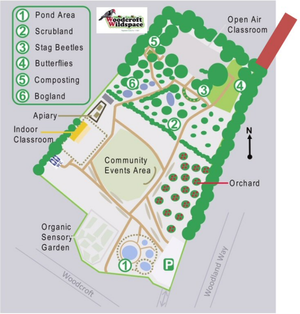 1 Pond Area
2 Scrubland
3 Stag Beetles
4 Butterflies
5 Composting
6 Bogland
Woodcroft
Wildspace
Open Air
Classroom
5
6
3
4
2
Apiary
Indoor
Classroom
Community
Events Area
N
Orchard
Organic
Sensory
Garden
1
P
Woodcroft
Woodland Way